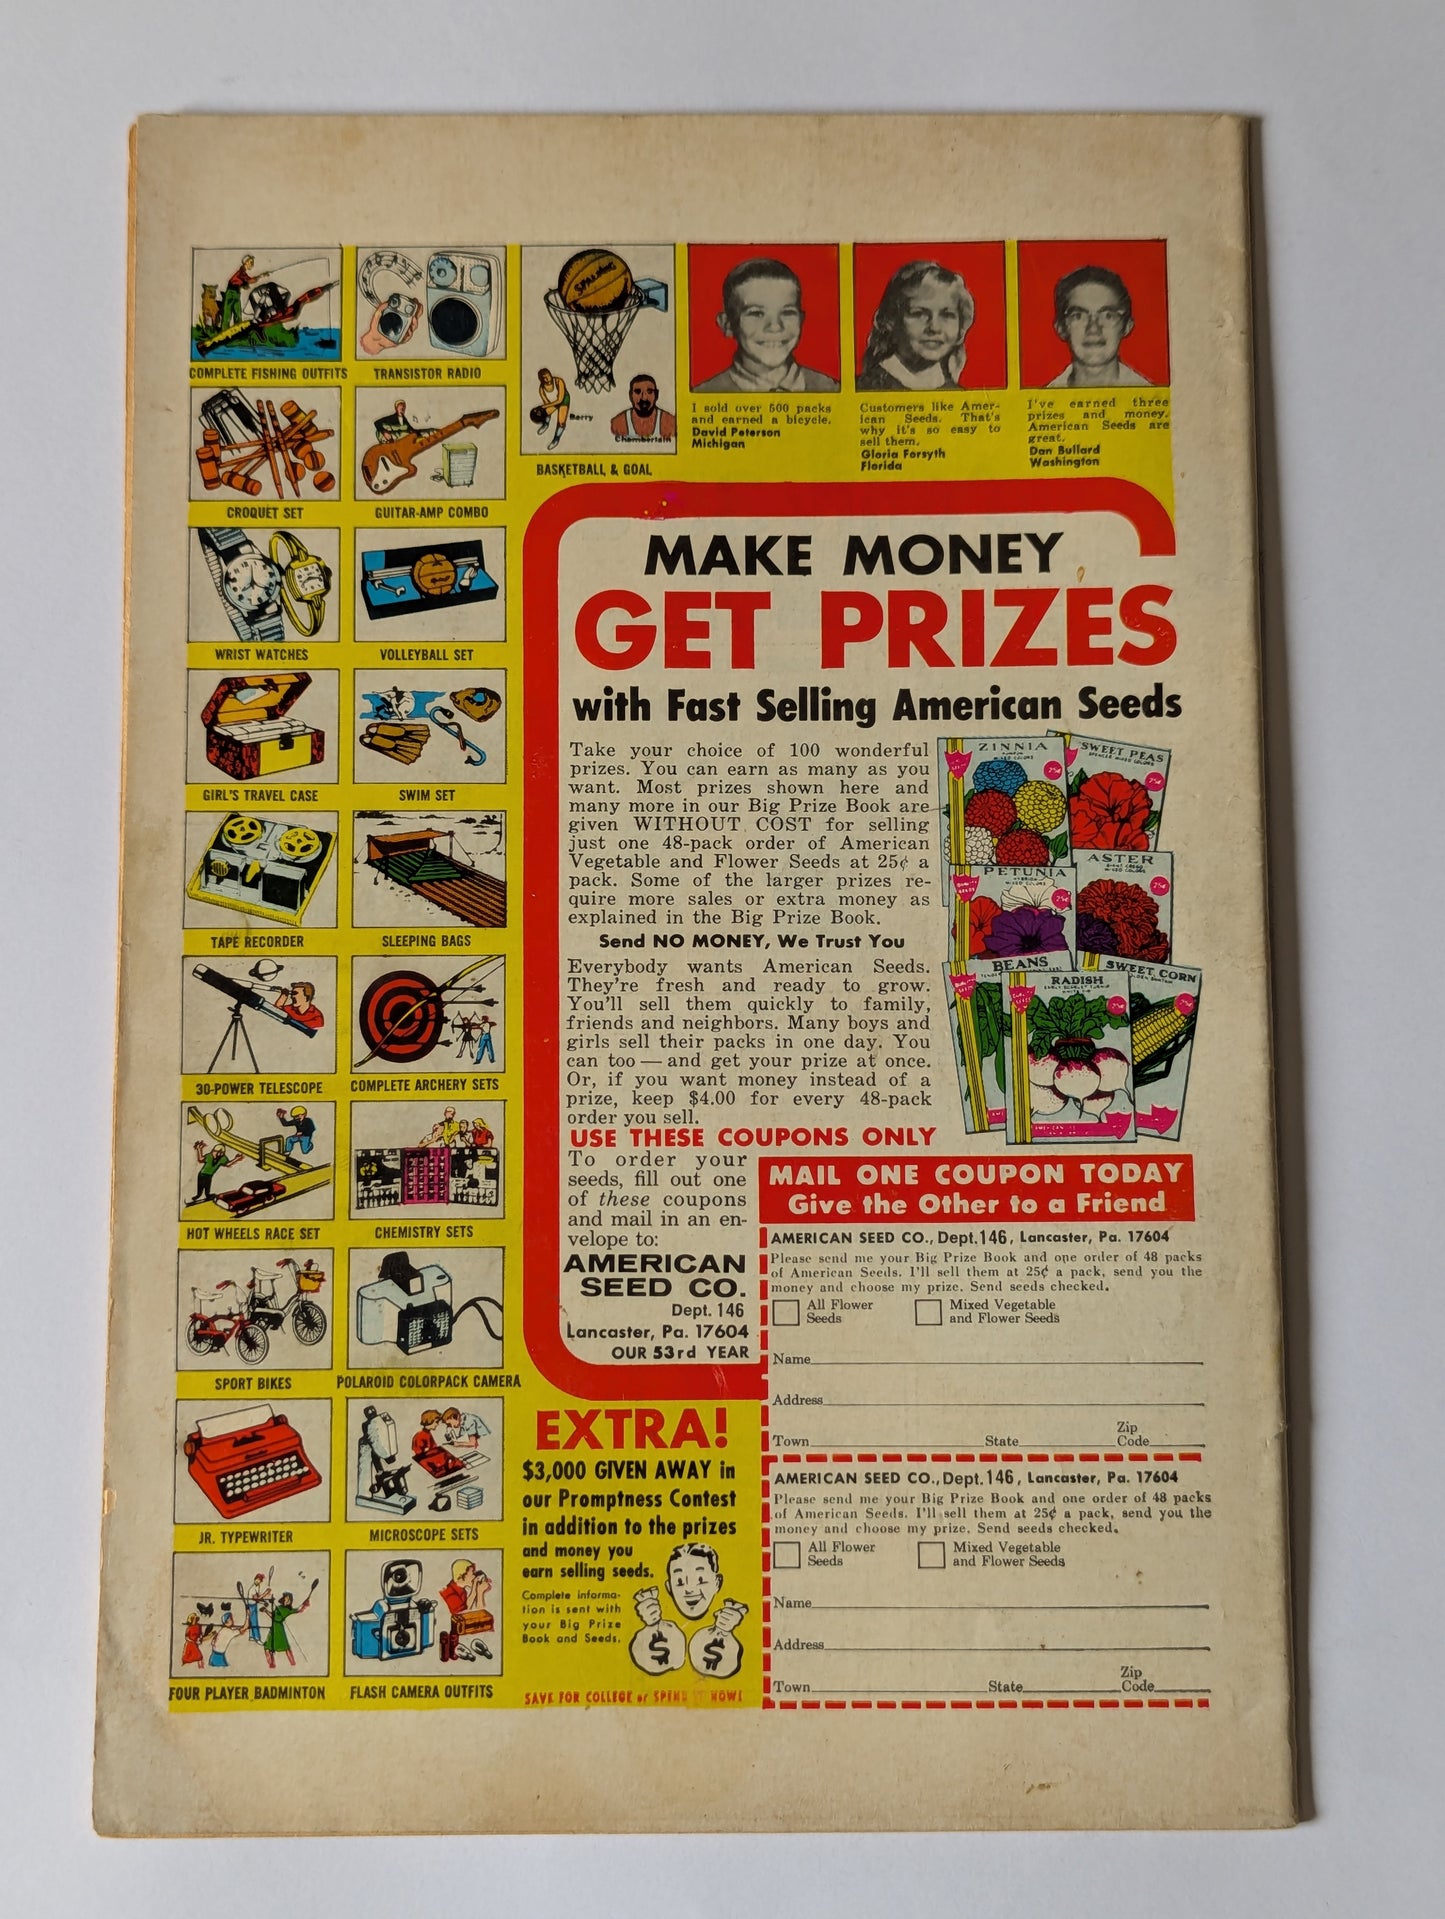 COMPLETE FISHING OUTFITS
TRANSISTOR RADIO
CROQUET SET
GUITAR-AMP COMBO
WRIST WATCHES
VOLLEYBALL SET
GIRL'S TRAVEL CASE
SWIM SET
TAPE RECORDER
SLEEPING BAGS
30-POWER TELESCOPE
COMPLETE ARCHERY SETS
HOT WHEELS RACE SET
CHEMISTRY SETS
SPORT BIKES
POLAROID COLORPACK CAMERA
JR. TYPEWRITER
MICROSCOPE SETS
FOUR PLAYER BADMINTON
FLASH CAMERA OUTFITS
SPALDING
Barry
Chamberlain
BASKETBALL & GOAL
I sold over 500 packs
and earned a bicycle.
David Peterson
Michigan
Customers like Amer-
ican Seeds. That's
why it's so easy to
sell them.
Gloria Forsyth
Florida
I've earned three
prizes and money.
American Seeds are
great.
Dan Bullard
Washington
MAKE MONEY
GET PRIZES
with Fast Selling American Seeds
Take your choice of 100 wonderful
prizes. You can earn as many as you
want. Most prizes shown here and
many more in our Big Prize Book are
given WITHOUT COST for selling
just one 48-pack order of American
Vegetable and Flower Seeds at 25¢ a
pack. Some of the larger prizes re-
quire more sales or extra money as
explained in the Big Prize Book.
Send NO MONEY, We Trust You
Everybody wants American Seeds.
They're fresh and ready to grow.
You'll sell them quickly to family,
friends and neighbors. Many boys and
girls sell their packs in one day. You
can too — and get your prize at once.
Or, if you want money instead of a
prize, keep $4.00 for every 48-pack
order you sell.
ZINNIA
25¢
SWEET PEAS
25¢
PETUNIA
25¢
ASTER
25¢
BEANS
RADISH
SWEET CORN
25¢
USE THESE COUPONS ONLY
To order your
seeds, fill out one
of these coupons
and mail in an en-
velope to:
AMERICAN
SEED CO.
Dept. 146
Lancaster, Pa. 17604
OUR 53rd YEAR
MAIL ONE COUPON TODAY
Give the Other to a Friend
AMERICAN SEED CO., Dept. 146, Lancaster, Pa. 17604
Please send me your Big Prize Book and one order of 48 packs
of American Seeds. I'll sell them at 25¢ a pack, send you the
money and choose my prize. Send seeds checked.
All Flower
Seeds
Mixed Vegetable
and Flower Seeds
Name
Address
Town State Zip
Code
AMERICAN SEED CO., Dept. 146, Lancaster, Pa. 17604
Please send me your Big Prize Book and one order of 48 packs
of American Seeds. I'll sell them at 25¢ a pack, send you the
money and choose my prize. Send seeds checked.
All Flower
Seeds
Mixed Vegetable
and Flower Seeds
Name
Address
Town State Zip
Code
EXTRA!
$3,000 GIVEN AWAY in
our Promptness Contest
in addition to the prizes
and money you
earn selling seeds.
Complete informa-
tion is sent with
your Big Prize
Book and Seeds.
$ $
SAVE FOR COLLEGE or SPEND IT NOW!